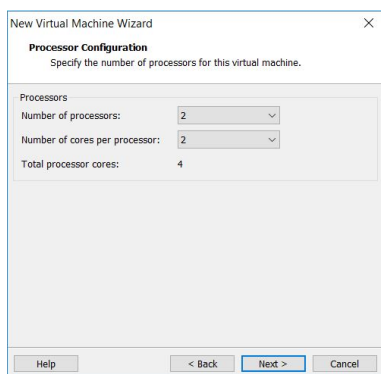 New Virtual Machine Wizard
Processor Configuration
Specify the number of processors for this virtual machine.
Processors
Number of processors: 2
Number of cores per processor: 2
Total processor cores: 4
Help < Back Next > Cancel